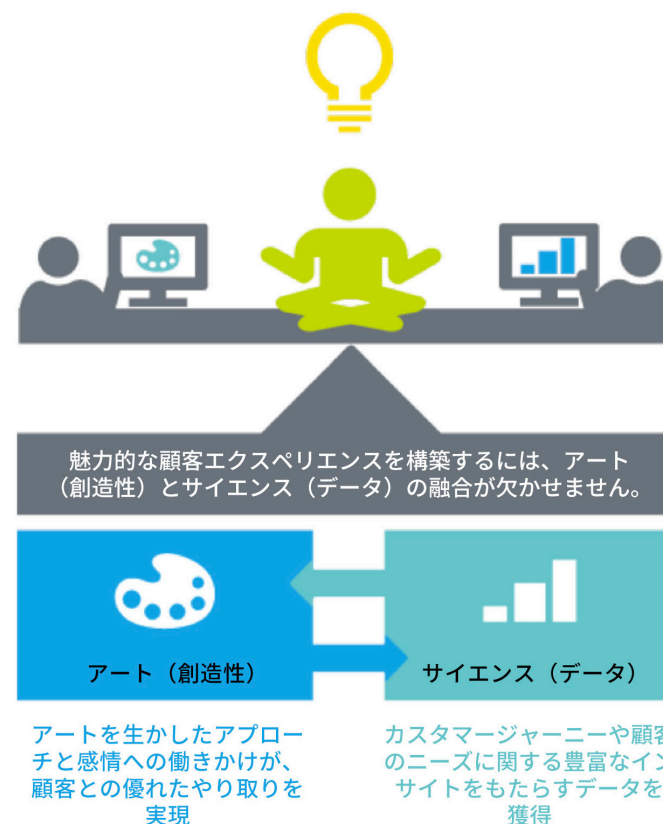 魅力的な顧客エクスペリエンスを構築するには、アート
（創造性）とサイエンス（データ）の融合が欠かせません。
アート（創造性）
サイエンス（データ）
アートを生かしたアプロー
チと感情への働きかけが、
顧客との優れたやり取りを
実現
カスタマージャーニーや顧客
のニーズに関する豊富なイン
サイトをもたらすデータを
獲得